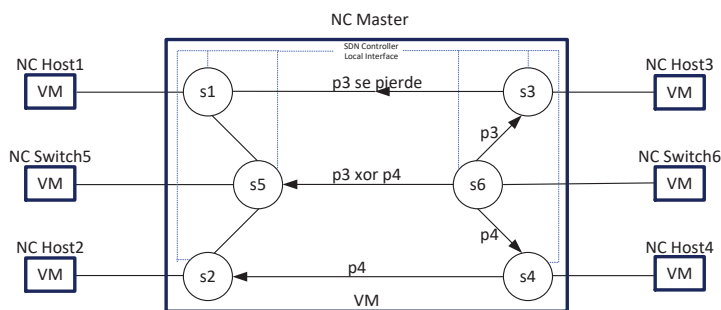 NC Master
SDN Controller
Local Interface
NC Host1
VM
s1
p3 se pierde
s3
NC Host3
VM
p3
NC Switch5
VM
s5
p3 xor p4
s6
NC Switch6
VM
p4
NC Host2
VM
s2
p4
s4
NC Host4
VM
VM